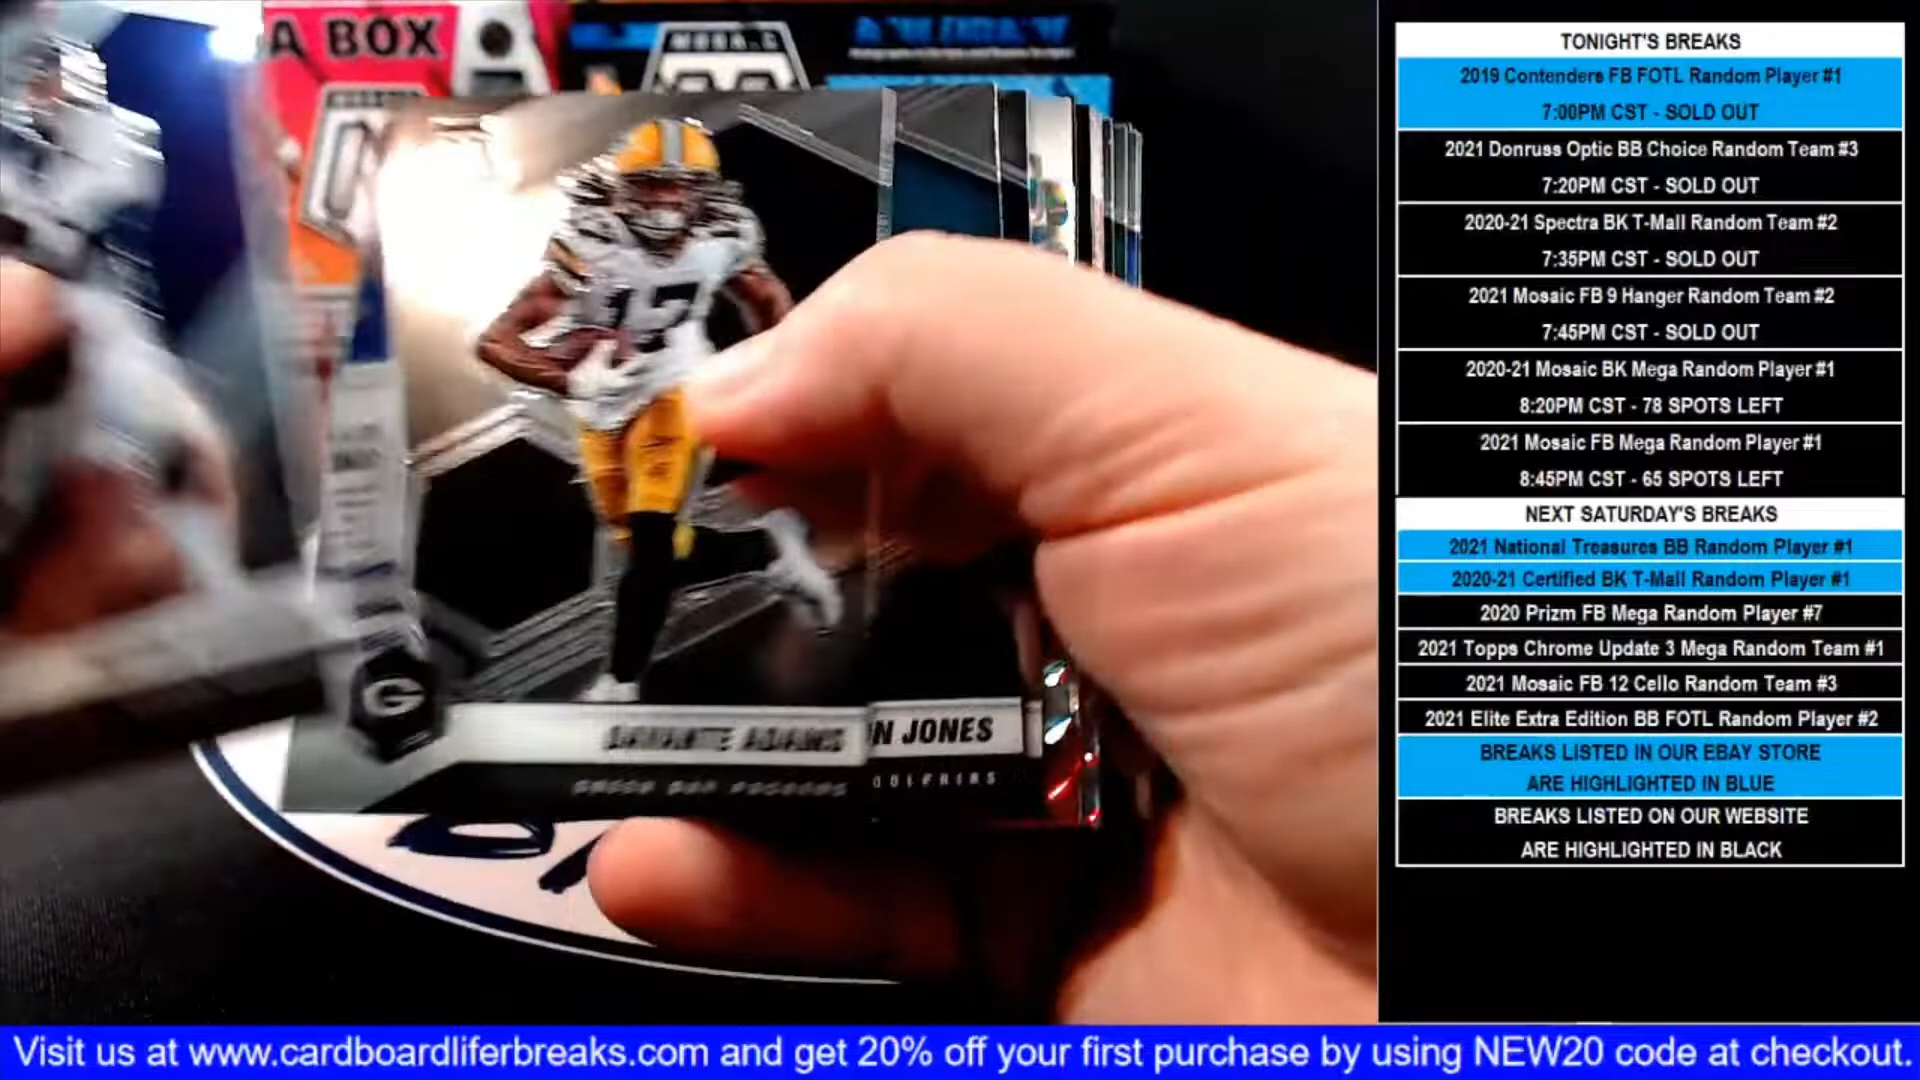 A BOX
MOSAIC
17
DAVANTE ADAMS
GREEN BAY PACKERS
N JONES
DOLPHINS
G
TONIGHT'S BREAKS
2019 Contenders FB FOTL Random Player #1
7:00PM CST - SOLD OUT
2021 Donruss Optic BB Choice Random Team #3
7:20PM CST - SOLD OUT
2020-21 Spectra BK T-Mall Random Team #2
7:35PM CST - SOLD OUT
2021 Mosaic FB 9 Hanger Random Team #2
7:45PM CST - SOLD OUT
2020-21 Mosaic BK Mega Random Player #1
8:20PM CST - 78 SPOTS LEFT
2021 Mosaic FB Mega Random Player #1
8:45PM CST - 65 SPOTS LEFT
NEXT SATURDAY'S BREAKS
2021 National Treasures BB Random Player #1
2020-21 Certified BK T-Mall Random Player #1
2020 Prizm FB Mega Random Player #7
2021 Topps Chrome Update 3 Mega Random Team #1
2021 Mosaic FB 12 Cello Random Team #3
2021 Elite Extra Edition BB FOTL Random Player #2
BREAKS LISTED IN OUR EBAY STORE
ARE HIGHLIGHTED IN BLUE
BREAKS LISTED ON OUR WEBSITE
ARE HIGHLIGHTED IN BLACK
Visit us at www.cardboardliferbreaks.com and get 20% off your first purchase by using NEW20 code at checkout.